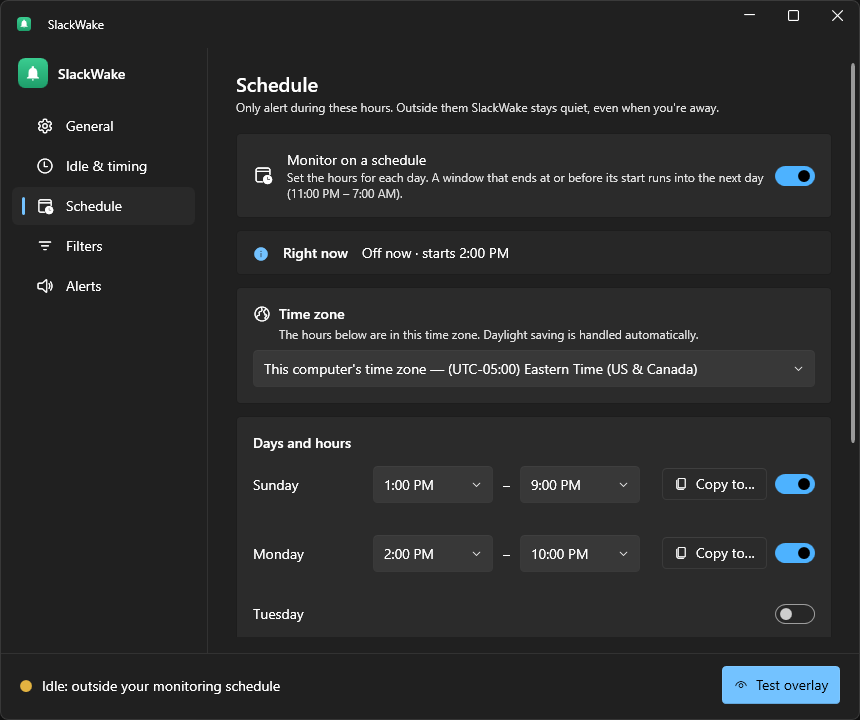 SlackWake
SlackWake
General
Idle & timing
Schedule
Filters
Alerts
Schedule
Only alert during these hours. Outside them SlackWake stays quiet, even when you're away.
Monitor on a schedule
Set the hours for each day. A window that ends at or before its start runs into the next day
(11:00 PM – 7:00 AM).
Right now Off now · starts 2:00 PM
Time zone
The hours below are in this time zone. Daylight saving is handled automatically.
This computer's time zone — (UTC-05:00) Eastern Time (US & Canada)
Days and hours
Sunday 1:00 PM – 9:00 PM Copy to...
Monday 2:00 PM – 10:00 PM Copy to...
Tuesday
Idle: outside your monitoring schedule
Test overlay